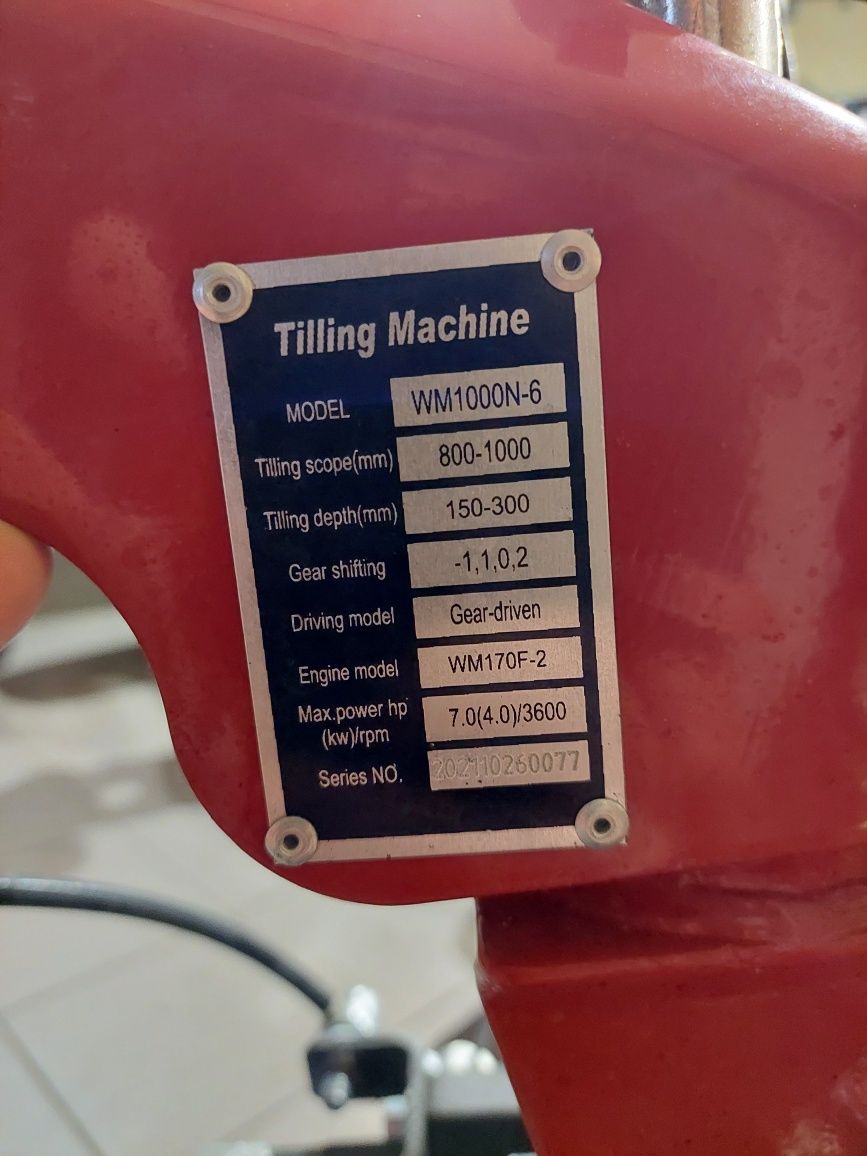 Tilling Machine
MODEL WM1000N-6
Tilling scope(mm) 800-1000
Tilling depth(mm) 150-300
Gear shifting -1,1,0,2
Driving model Gear-driven
Engine model WM170F-2
Max.power hp
(kw)/rpm 7.0(4.0)/3600
Series NO. 202110260077